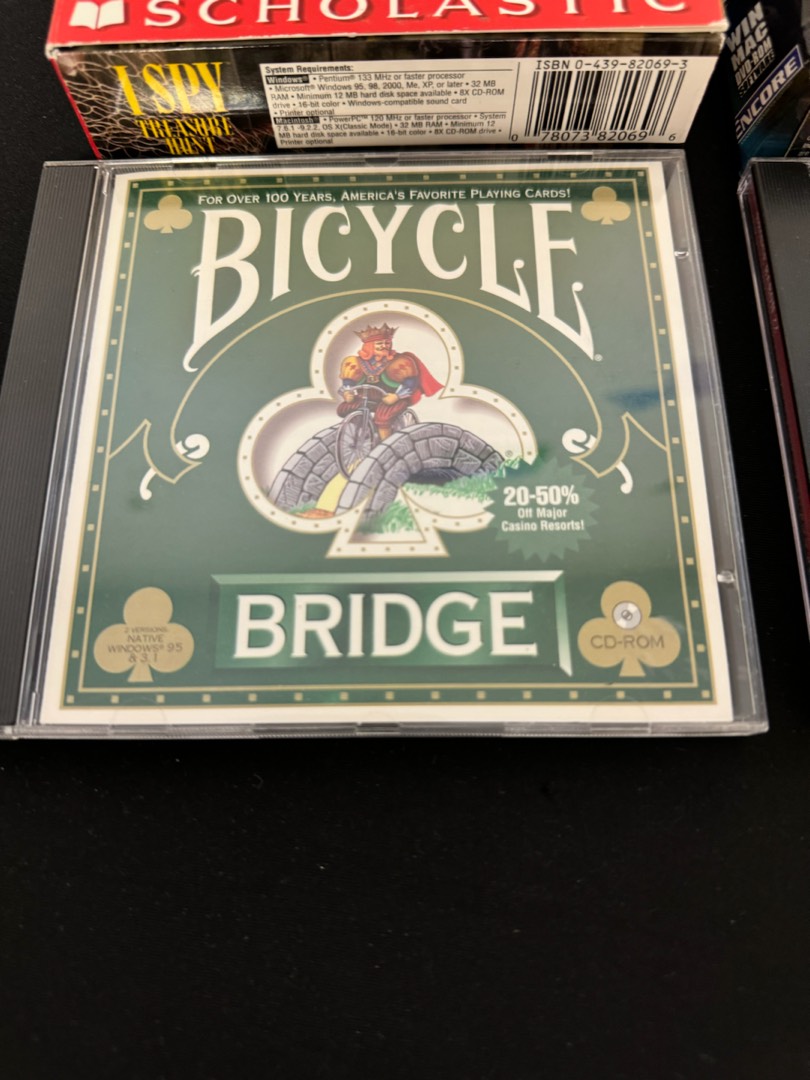 SCHOLASTIC
I SPY
TREASURE
HUNT
System Requirements:
Windows® • Pentium® 133 MHz or faster processor
• Microsoft® Windows 95, 98, 2000, Me, XP, or later • 32 MB
RAM • Minimum 12 MB hard disk space available • 8X CD-ROM
drive • 16-bit color • Windows-compatible sound card
• Printer optional
Macintosh® • PowerPC™ 120 MHz or faster processor • System
7.6.1 -9.2.2, OS X(Classic Mode) • 32 MB RAM • Minimum 12
MB hard disk space available • 16-bit color • 8X CD-ROM drive •
Printer optional
ISBN 0-439-82069-3
0 78073 82069 6
WIN
MAC
CD-ROM
ENCORE
FOR OVER 100 YEARS, AMERICA'S FAVORITE PLAYING CARDS!
BICYCLE®
20-50%
Off Major
Casino Resorts!
BRIDGE
2 VERSIONS:
NATIVE
WINDOWS® 95
& 3.1
CD-ROM